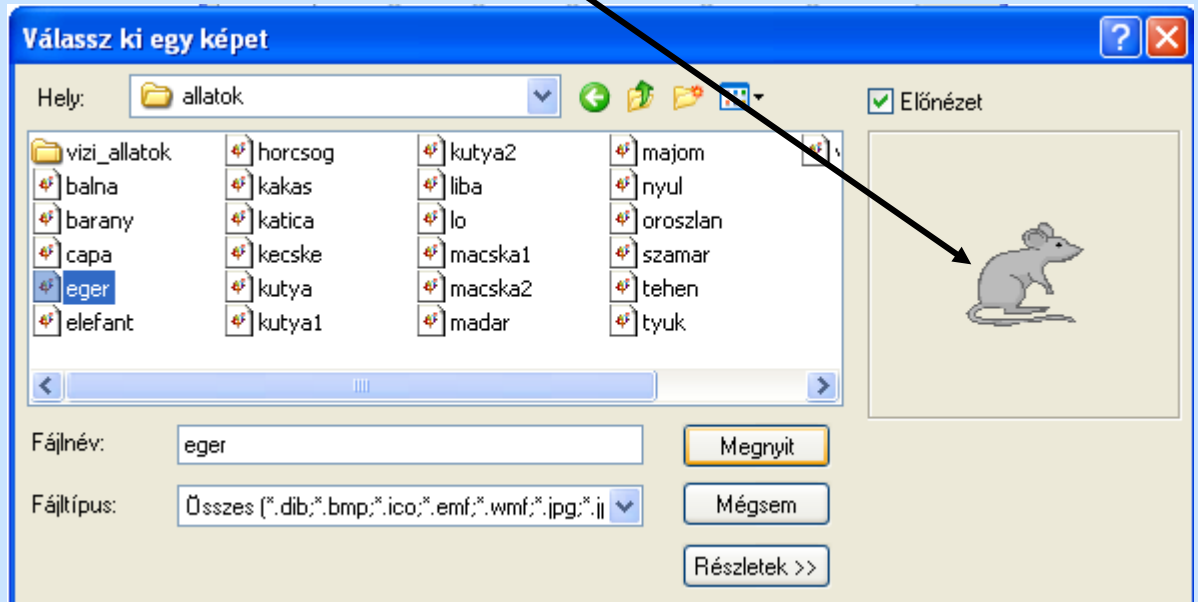 Válassz ki egy képet
Hely: allatok
Előnézet
vizi_allatok horcsog kutya2 majom
balna kakas liba nyul
barany katica lo oroszlan
capa kecske macska1 szamar
eger kutya macska2 tehen
elefant kutya1 madar tyuk
Fájlnév: eger Megnyit
Fájltípus: Összes (*.dib;*.bmp;*.ico;*.emf;*.wmf;*.jpg;*.j Mégsem
Részletek >>